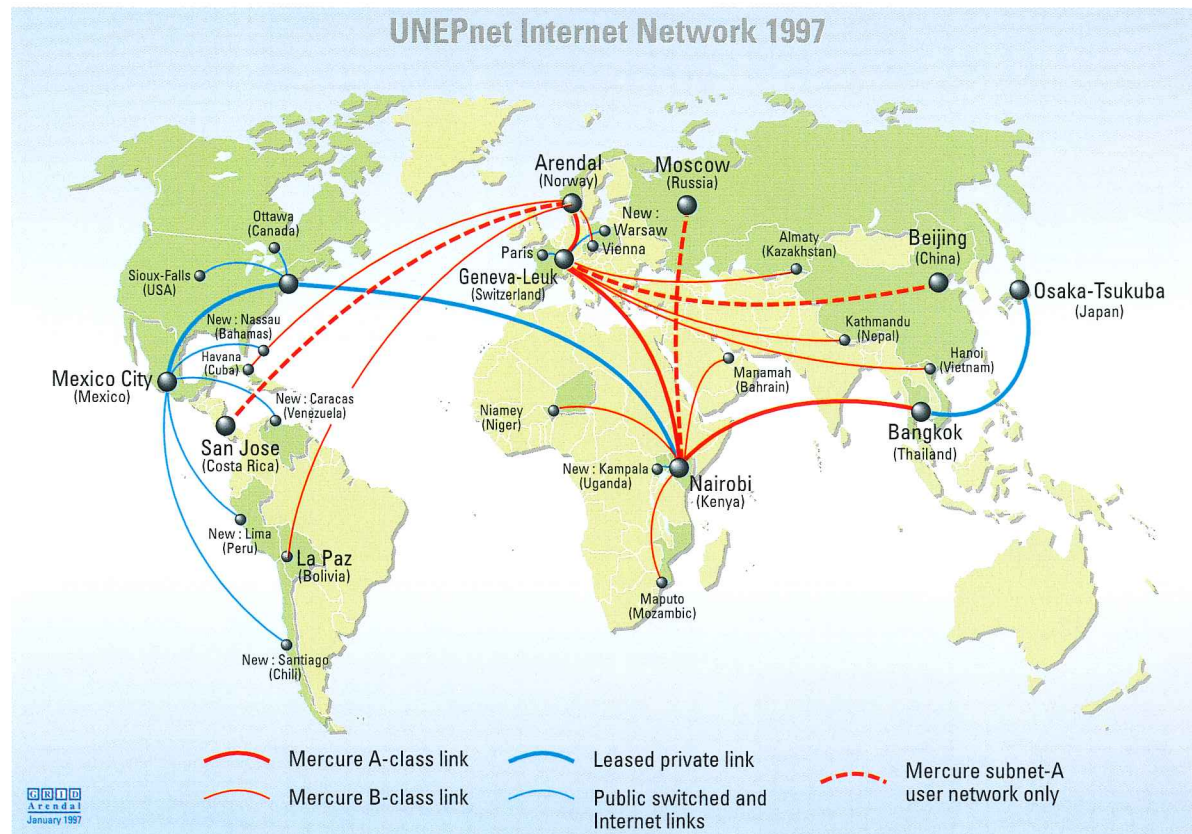 UNEPnet Internet Network 1997
Arendal
(Norway)
Moscow
(Russia)
Ottawa
(Canada)
New :
Warsaw
Vienna
Paris
Almaty
(Kazakhstan)
Beijing
(China)
Sioux-Falls
(USA)
Geneva-Leuk
(Switzerland)
Osaka-Tsukuba
(Japan)
New : Nassau
(Bahamas)
Kathmandu
(Nepal)
Havana
(Cuba)
Hanoi
(Vietnam)
Mexico City
(Mexico)
Manamah
(Bahrain)
New : Caracas
(Venezuela)
Niamey
(Niger)
San Jose
(Costa Rica)
Bangkok
(Thailand)
New : Kampala
(Uganda)
Nairobi
(Kenya)
New : Lima
(Peru)
La Paz
(Bolivia)
Maputo
(Mozambic)
New : Santiago
(Chili)
Mercure A-class link
Leased private link
Mercure subnet-A
user network only
Mercure B-class link
Public switched and
Internet links
GRID
Arendal
January 1997